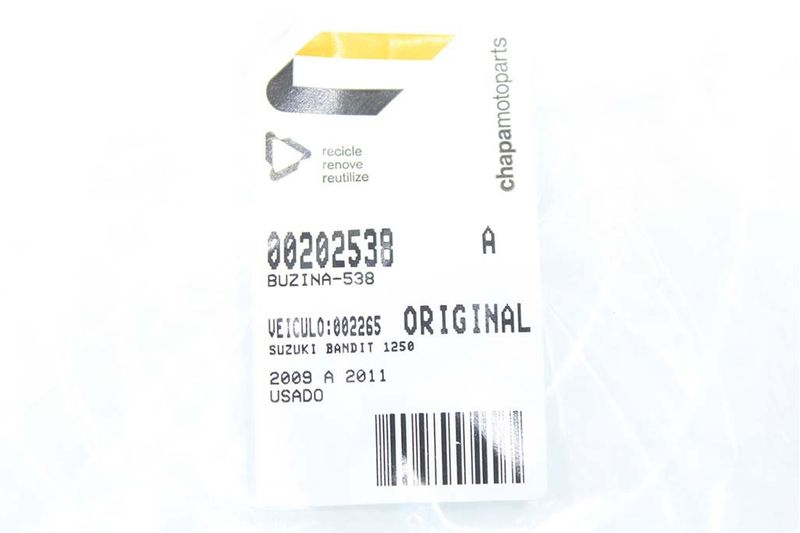 chapamotoparts
recicle
renove
reutilize
00202538 A
BUZINA-538
VEICULO:002265 ORIGINAL
SUZUKI BANDIT 1250
2009 A 2011
USADO